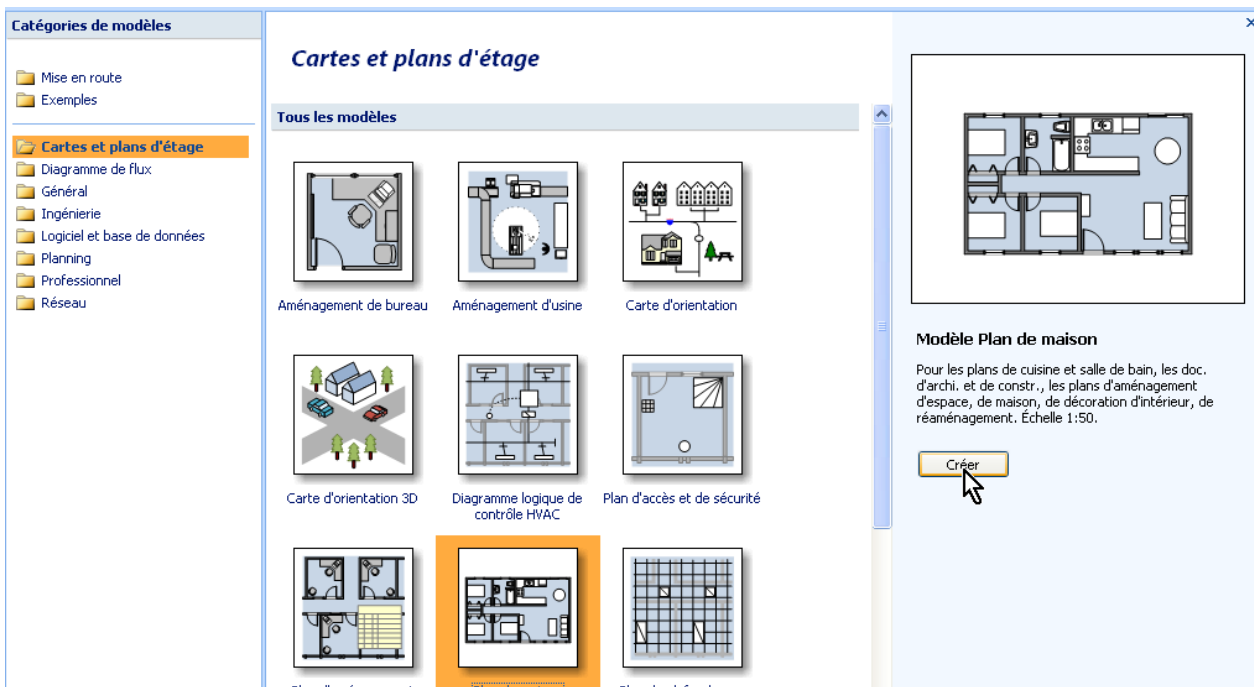 Catégories de modèles
Mise en route
Exemples
Cartes et plans d'étage
Diagramme de flux
Général
Ingénierie
Logiciel et base de données
Planning
Professionnel
Réseau
Cartes et plans d'étage
Tous les modèles
Aménagement de bureau
Aménagement d'usine
Carte d'orientation
Carte d'orientation 3D
Diagramme logique de
contrôle HVAC
Plan d'accès et de sécurité
Modèle Plan de maison
Pour les plans de cuisine et salle de bain, les doc.
d'archi. et de constr., les plans d'aménagement
d'espace, de maison, de décoration d'intérieur, de
réaménagement. Échelle 1:50.
Créer